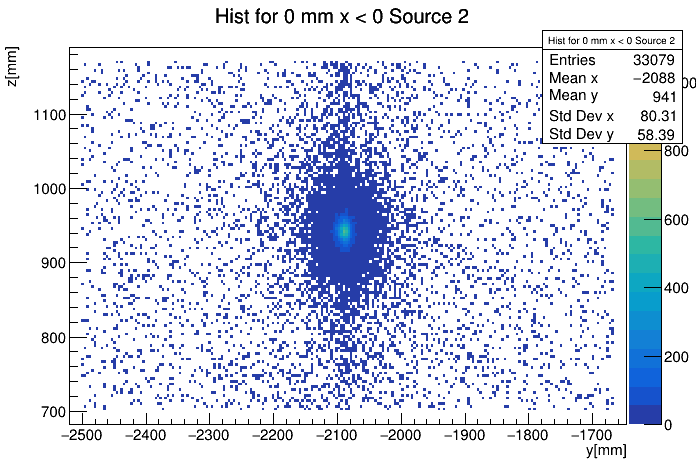 Hist for 0 mm x < 0 Source 2
z[mm]
Hist for 0 mm x < 0 Source 2
Entries 33079
Mean x −2088
Mean y 941
Std Dev x 80.31
Std Dev y 58.39
1100
1000
900
800
700
800
600
400
200
0
−2500 −2400 −2300 −2200 −2100 −2000 −1900 −1800 −1700
y[mm]